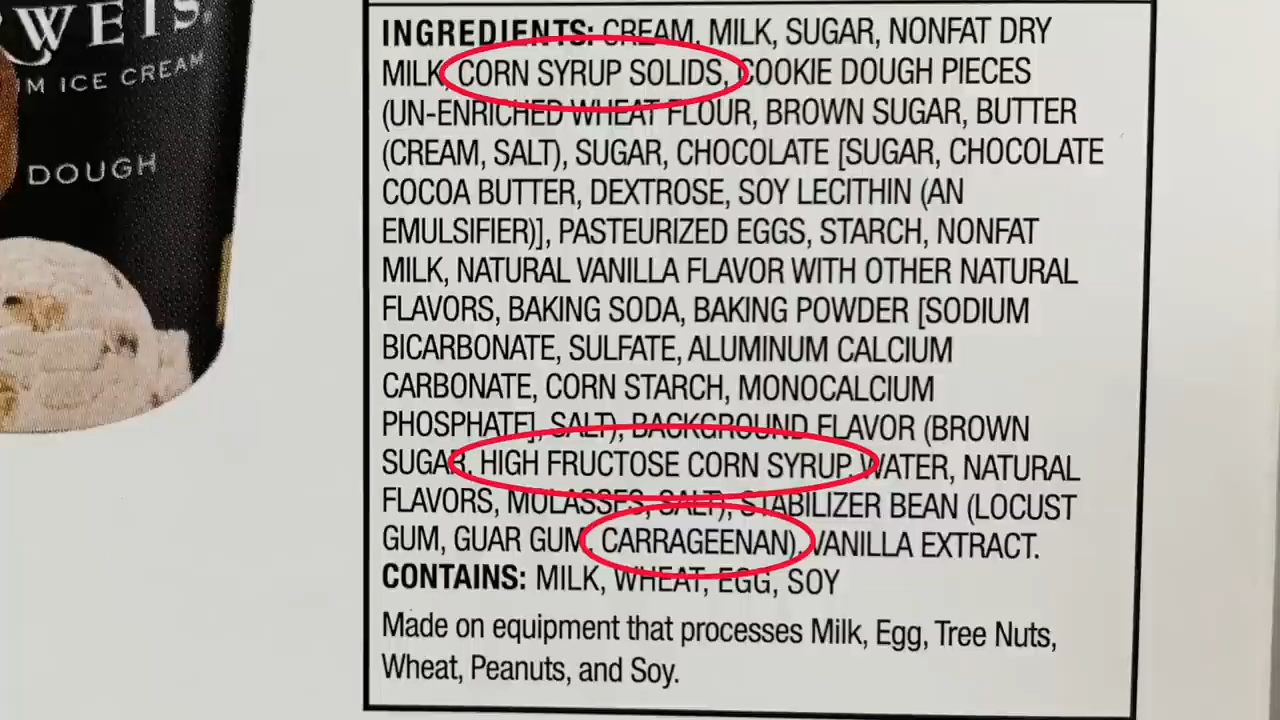 WEIS
M ICE CREAM
DOUGH
INGREDIENTS: CREAM, MILK, SUGAR, NONFAT DRY
MILK, CORN SYRUP SOLIDS, COOKIE DOUGH PIECES
(UN-ENRICHED WHEAT FLOUR, BROWN SUGAR, BUTTER
(CREAM, SALT), SUGAR, CHOCOLATE [SUGAR, CHOCOLATE
COCOA BUTTER, DEXTROSE, SOY LECITHIN (AN
EMULSIFIER)], PASTEURIZED EGGS, STARCH, NONFAT
MILK, NATURAL VANILLA FLAVOR WITH OTHER NATURAL
FLAVORS, BAKING SODA, BAKING POWDER [SODIUM
BICARBONATE, SULFATE, ALUMINUM CALCIUM
CARBONATE, CORN STARCH, MONOCALCIUM
PHOSPHATE], SALT), BACKGROUND FLAVOR (BROWN
SUGAR, HIGH FRUCTOSE CORN SYRUP, WATER, NATURAL
FLAVORS, MOLASSES, SALT), STABILIZER BEAN (LOCUST
GUM, GUAR GUM, CARRAGEENAN), VANILLA EXTRACT.
CONTAINS: MILK, WHEAT, EGG, SOY
Made on equipment that processes Milk, Egg, Tree Nuts,
Wheat, Peanuts, and Soy.